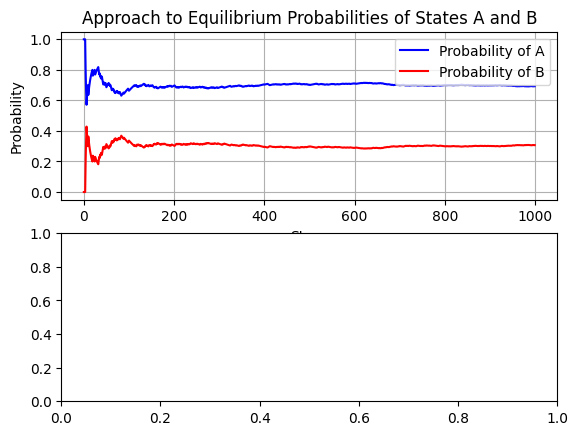 Approach to Equilibrium Probabilities of States A and B
1.0
0.8
0.6
0.4
0.2
0.0
Probability
Probability of A
Probability of B
0 200 400 600 800 1000
1.0
0.8
0.6
0.4
0.2
0.0
0.0 0.2 0.4 0.6 0.8 1.0